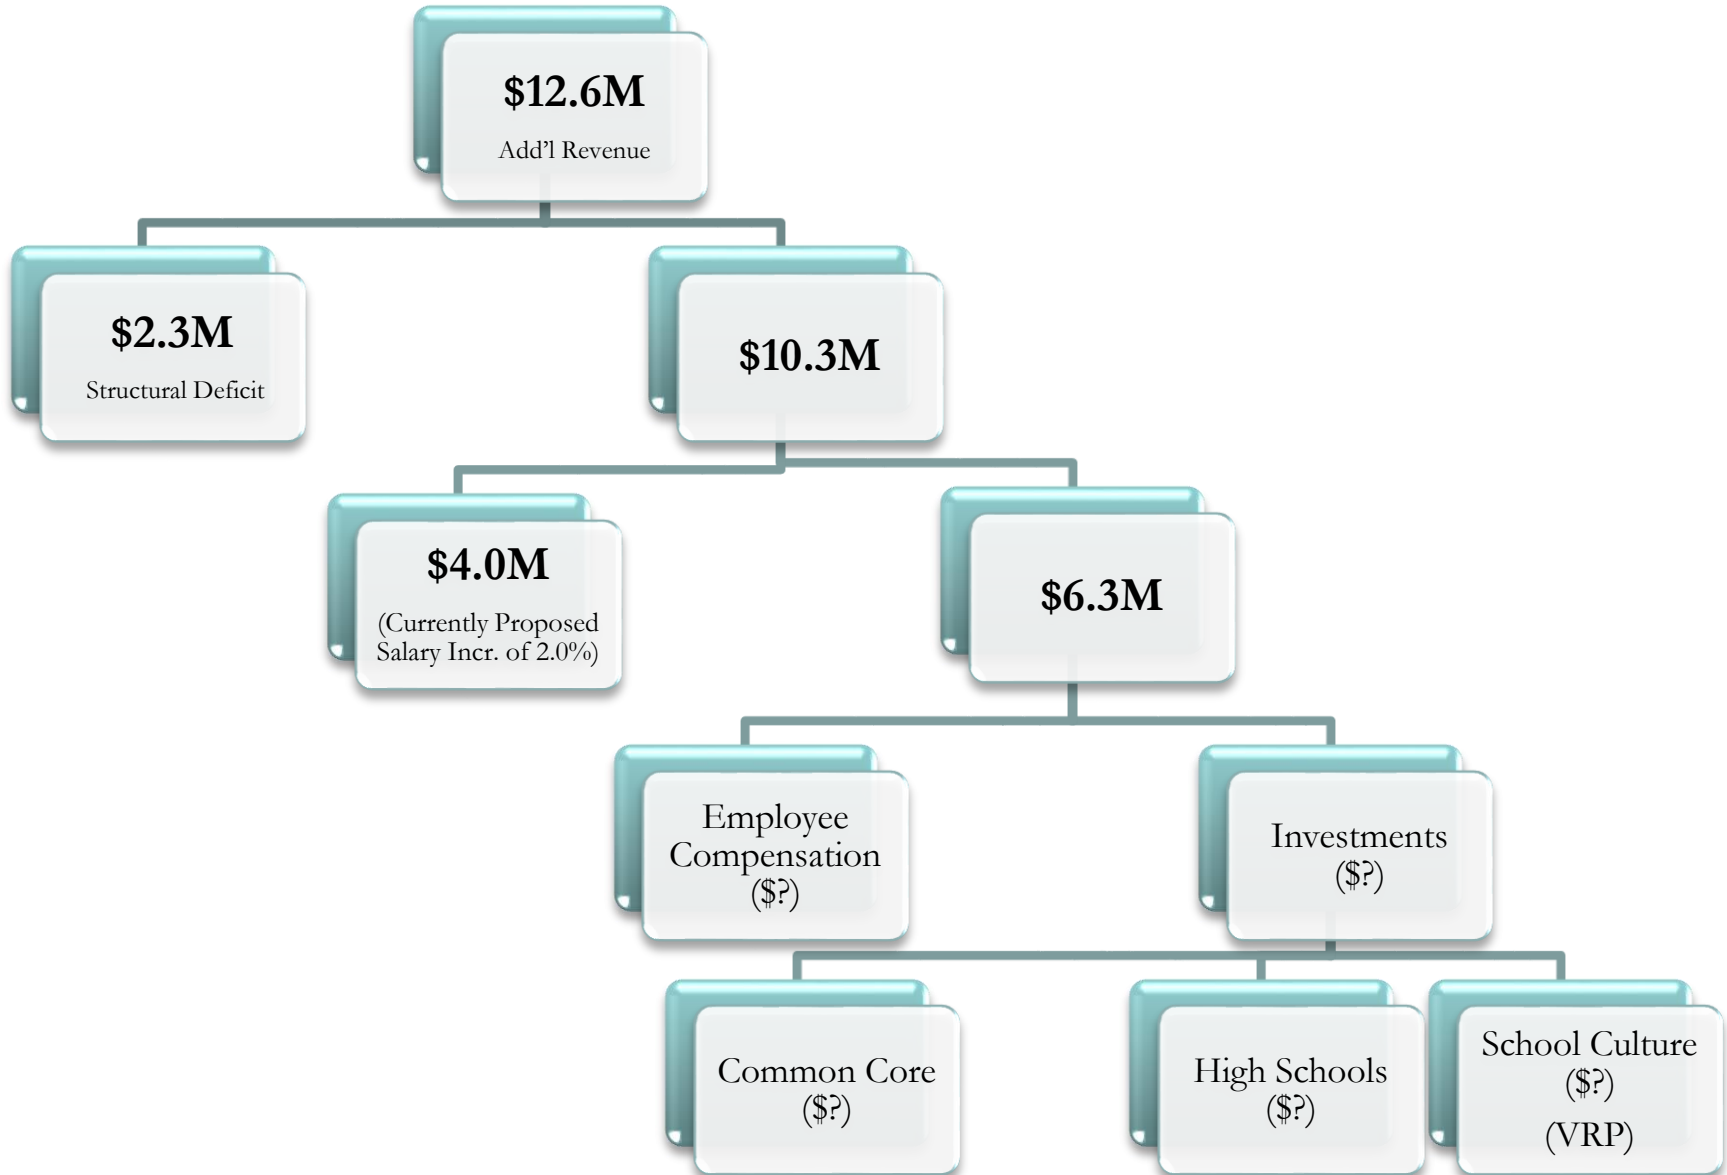 $12.6M
Add'l Revenue
$2.3M
Structural Deficit
$10.3M
$4.0M
(Currently Proposed
Salary Incr. of 2.0%)
$6.3M
Employee
Compensation
($?)
Investments
($?)
Common Core
($?)
High Schools
($?)
School Culture
($?)
(VRP)